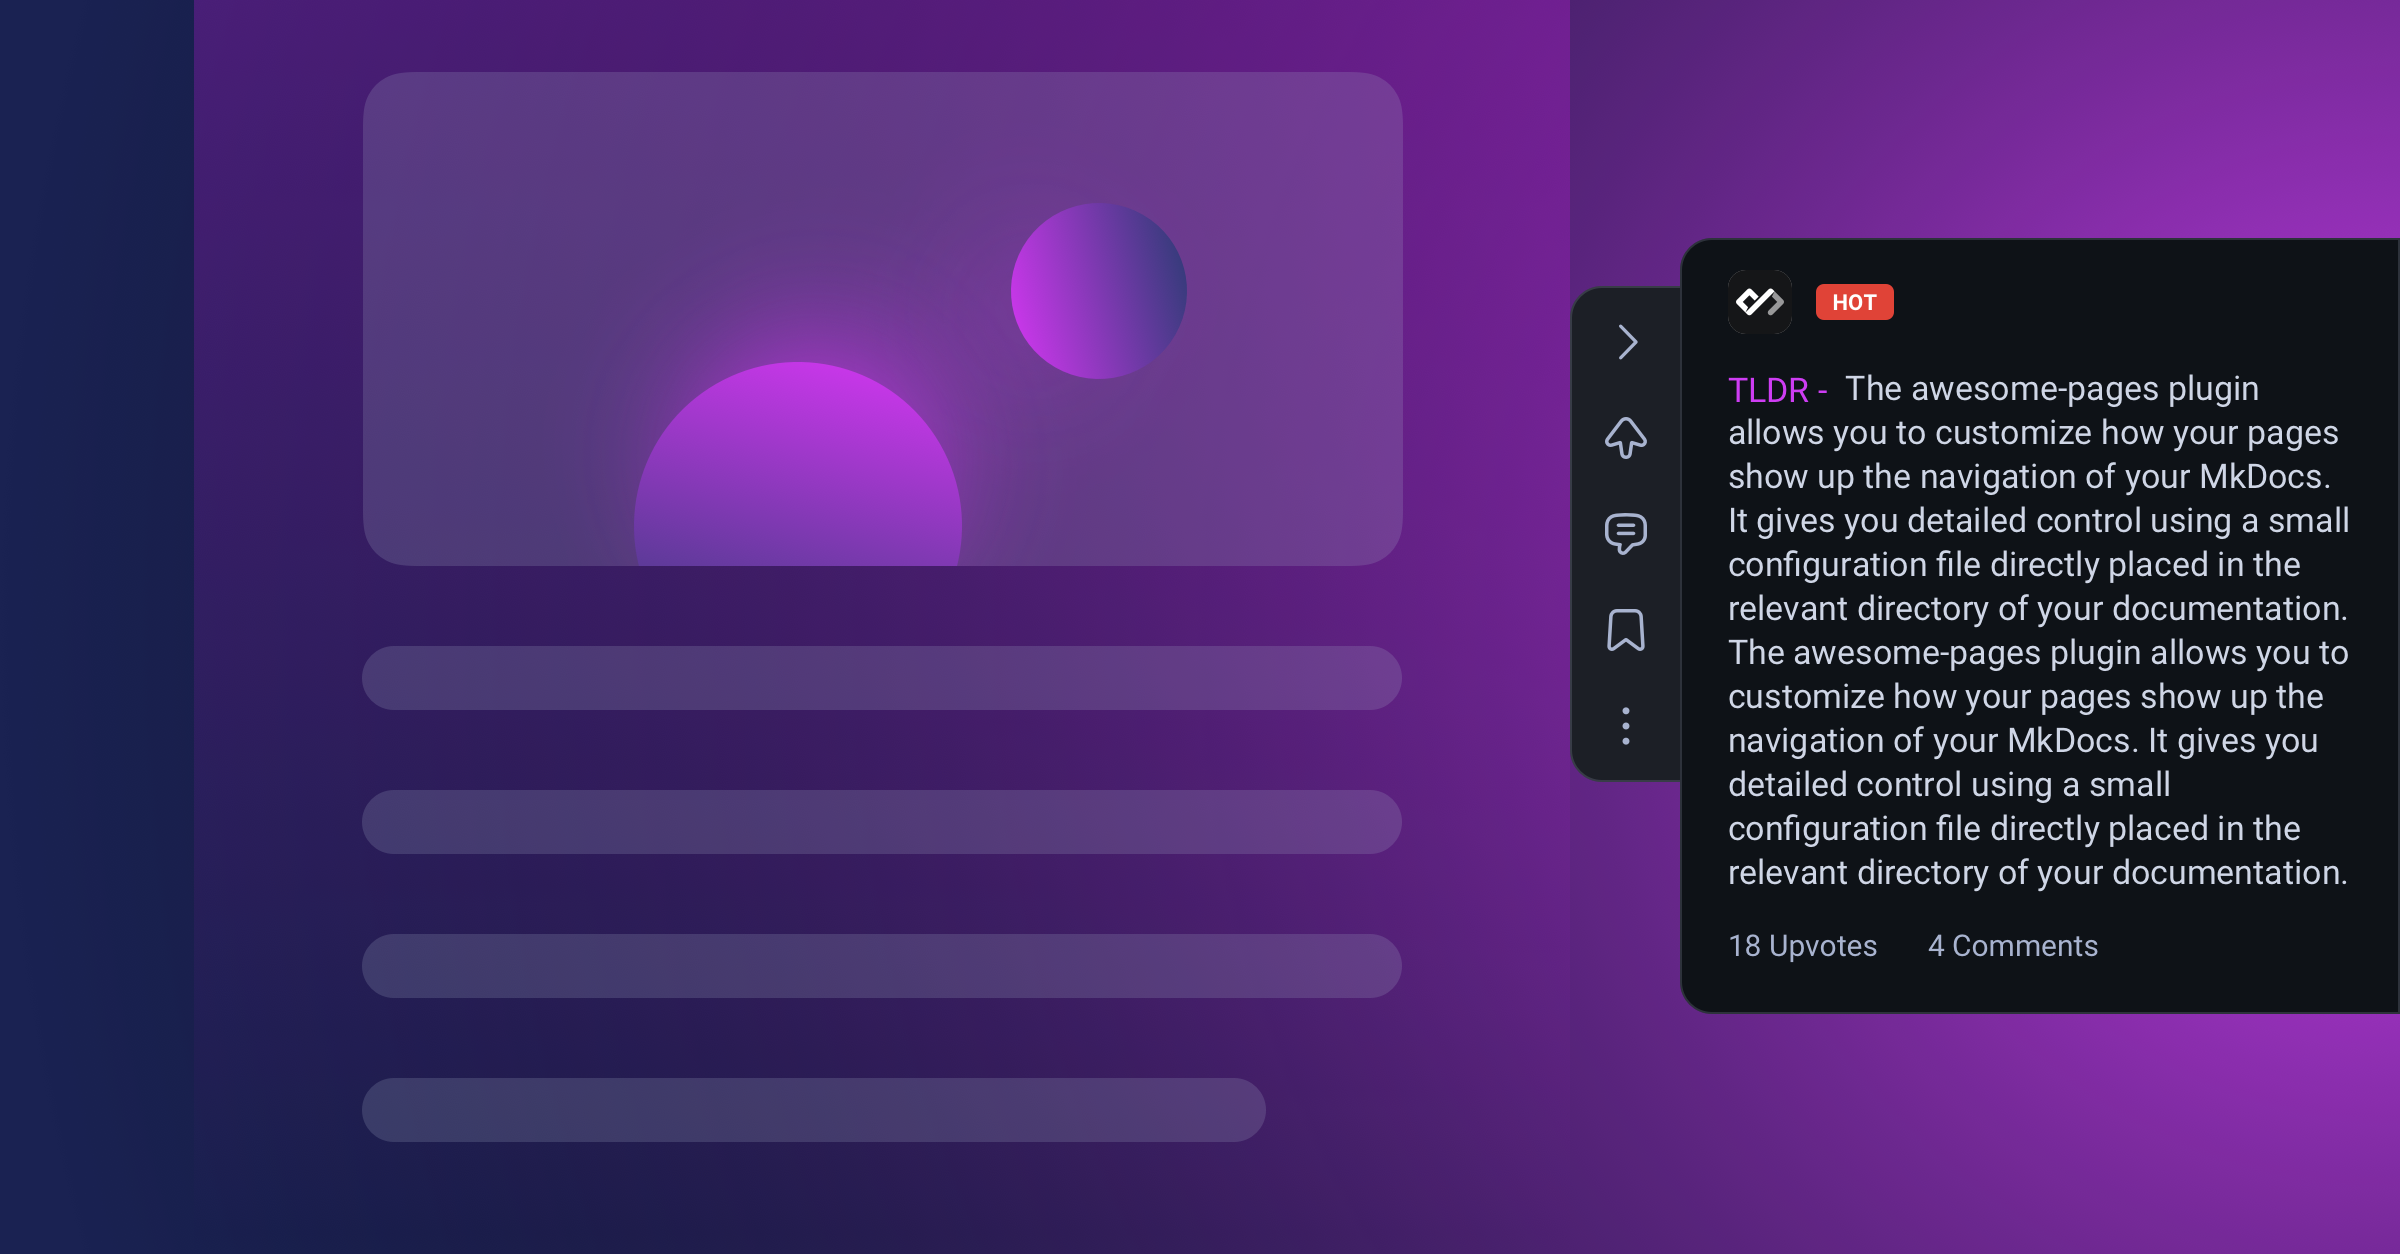 HOT
TLDR - The awesome-pages plugin
allows you to customize how your pages
show up the navigation of your MkDocs.
It gives you detailed control using a small
configuration file directly placed in the
relevant directory of your documentation.
The awesome-pages plugin allows you to
customize how your pages show up the
navigation of your MkDocs. It gives you
detailed control using a small
configuration file directly placed in the
relevant directory of your documentation.
18 Upvotes 4 Comments